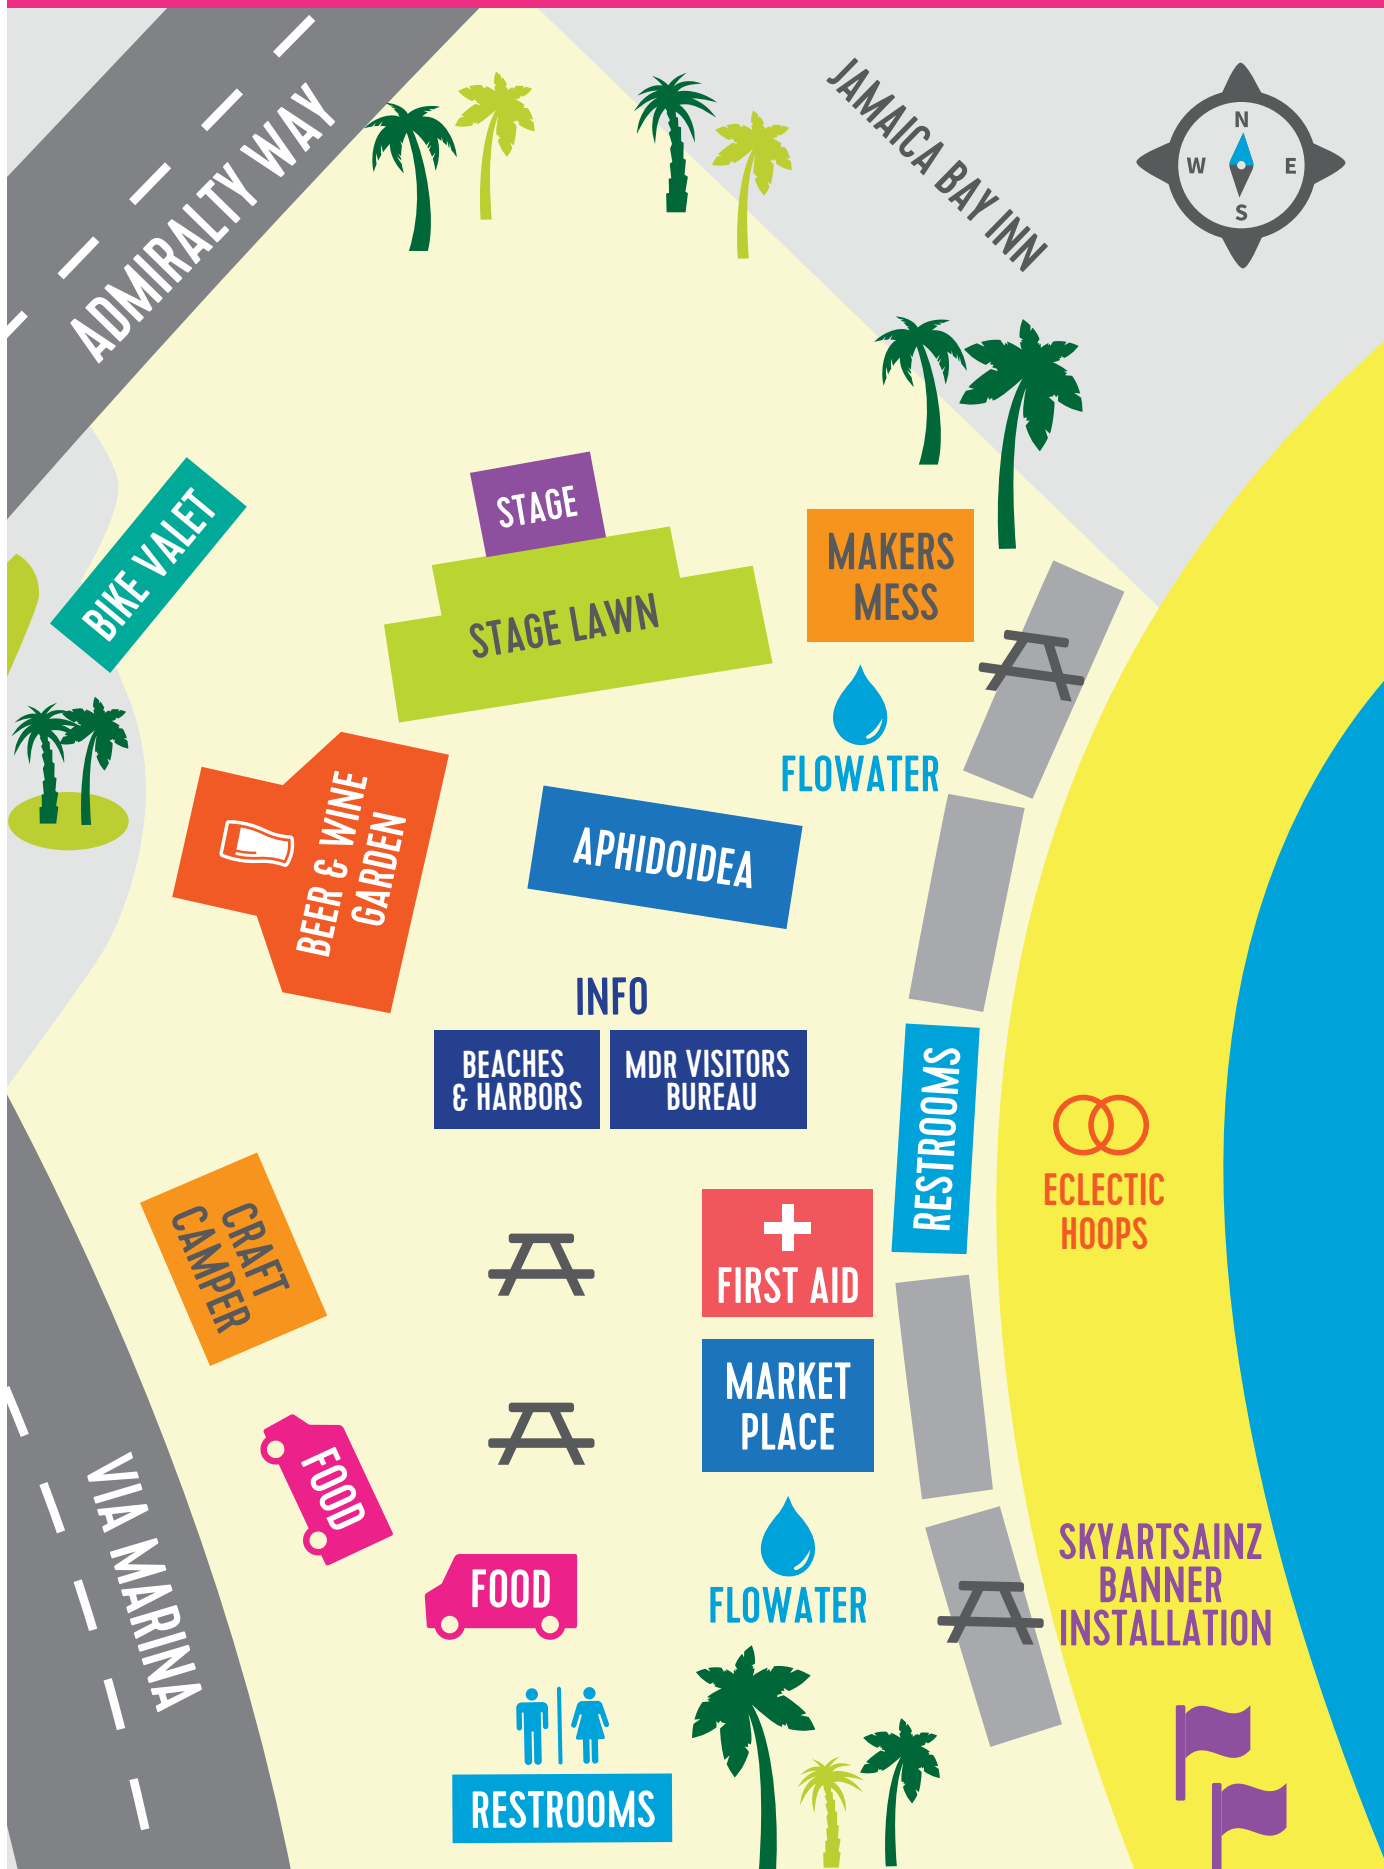 ADMIRALTY WAY
JAMAICA BAY INN
N
W
E
S
BIKE VALET
STAGE
STAGE LAWN
MAKERS
MESS
FLOWATER
BEER & WINE
GARDEN
APHIDOIDEA
INFO
BEACHES
& HARBORS
MDR VISITORS
BUREAU
RESTROOMS
ECLECTIC
HOOPS
CRAFT
CAMPER
FIRST AID
MARKET
PLACE
FOOD
FOOD
VIA MARINA
FLOWATER
SKYARTSAINZ
BANNER
INSTALLATION
RESTROOMS